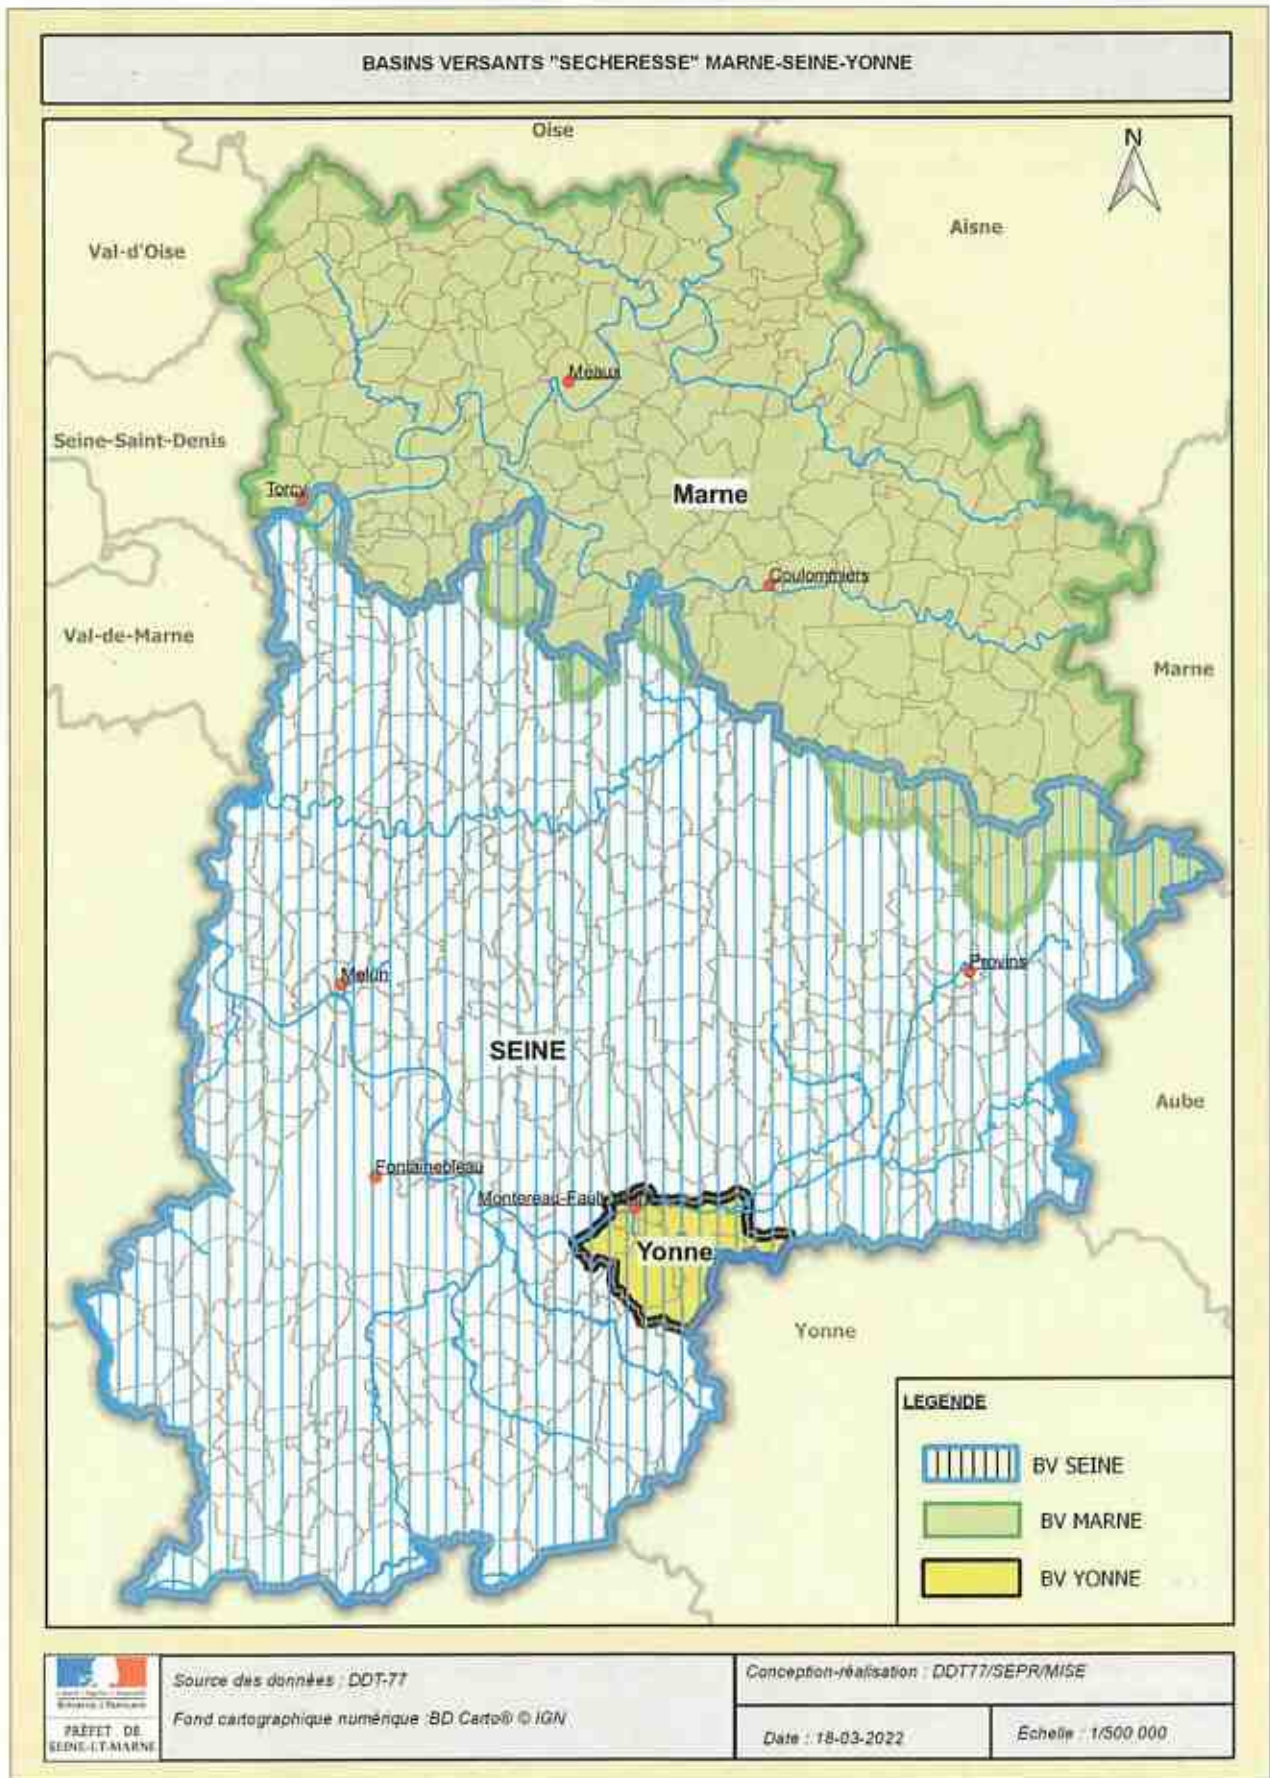 BASINS VERSANTS "SECHERESSE" MARNE-SEINE-YONNE
Oise
N
Aisne
Val-d'Oise
Meaux
Seine-Saint-Denis
Torcy
Marne
Coulommiers
Val-de-Marne
Marne
Melun
Provins
SEINE
Aube
Fontainebleau
Montereau-Fault
Yonne
Yonne
LEGENDE
BV SEINE
BV MARNE
BV YONNE
PRÉFET DE
SEINE-ET-MARNE
Source des données : DDT-77
Fond cartographique numérique :BD Carto® © IGN
Conception-réalisation : DDT77/SEPR/MISE
Date : 18-03-2022
Echelle : 1/500 000